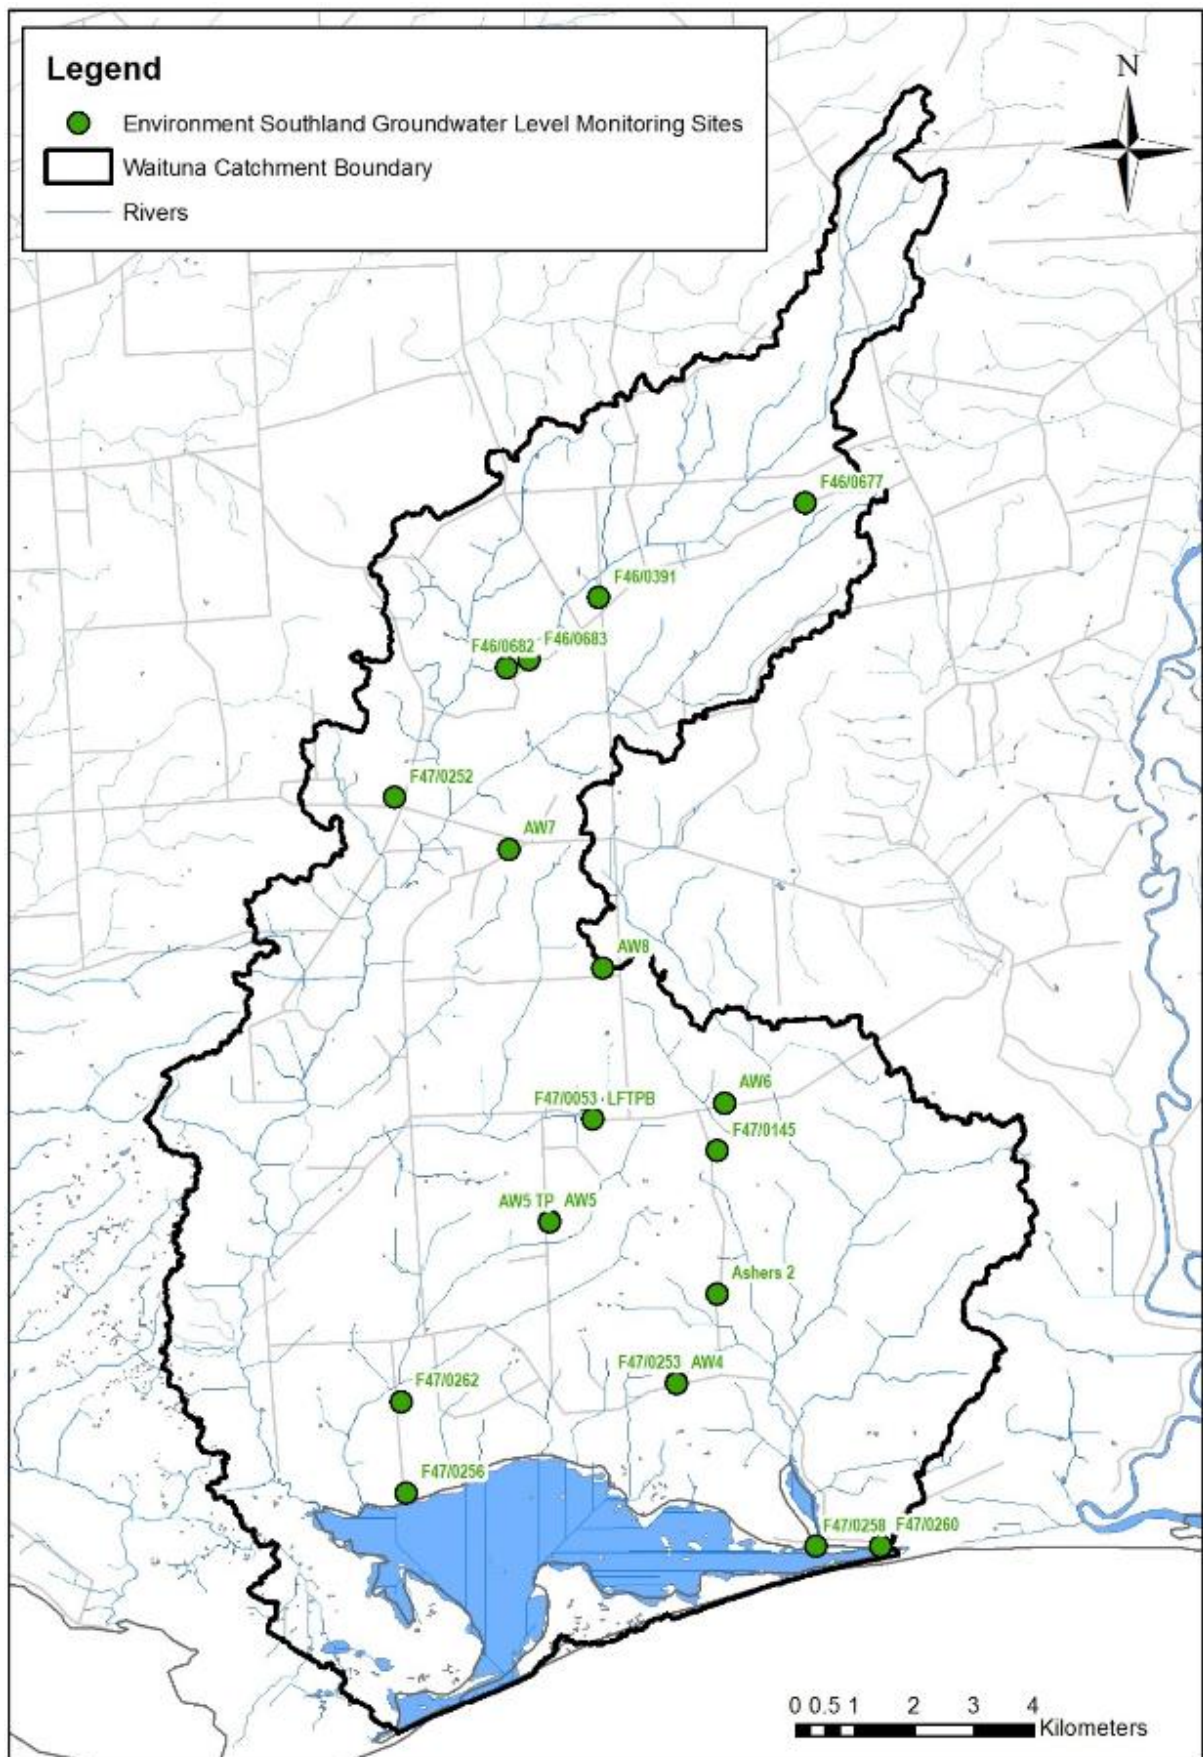 Legend
Environment Southland Groundwater Level Monitoring Sites
Waituna Catchment Boundary
Rivers
N
F46/0677
F46/0391
F46/0682
F46/0683
F47/0252
AW7
AW8
F47/0053 - LFTPB
AW6
F47/0145
AW5 TP AW5
Ashers 2
F47/0253 AW4
F47/0262
F47/0256
F47/0258
F47/0260
0 0.5 1 2 3 4
Kilometers